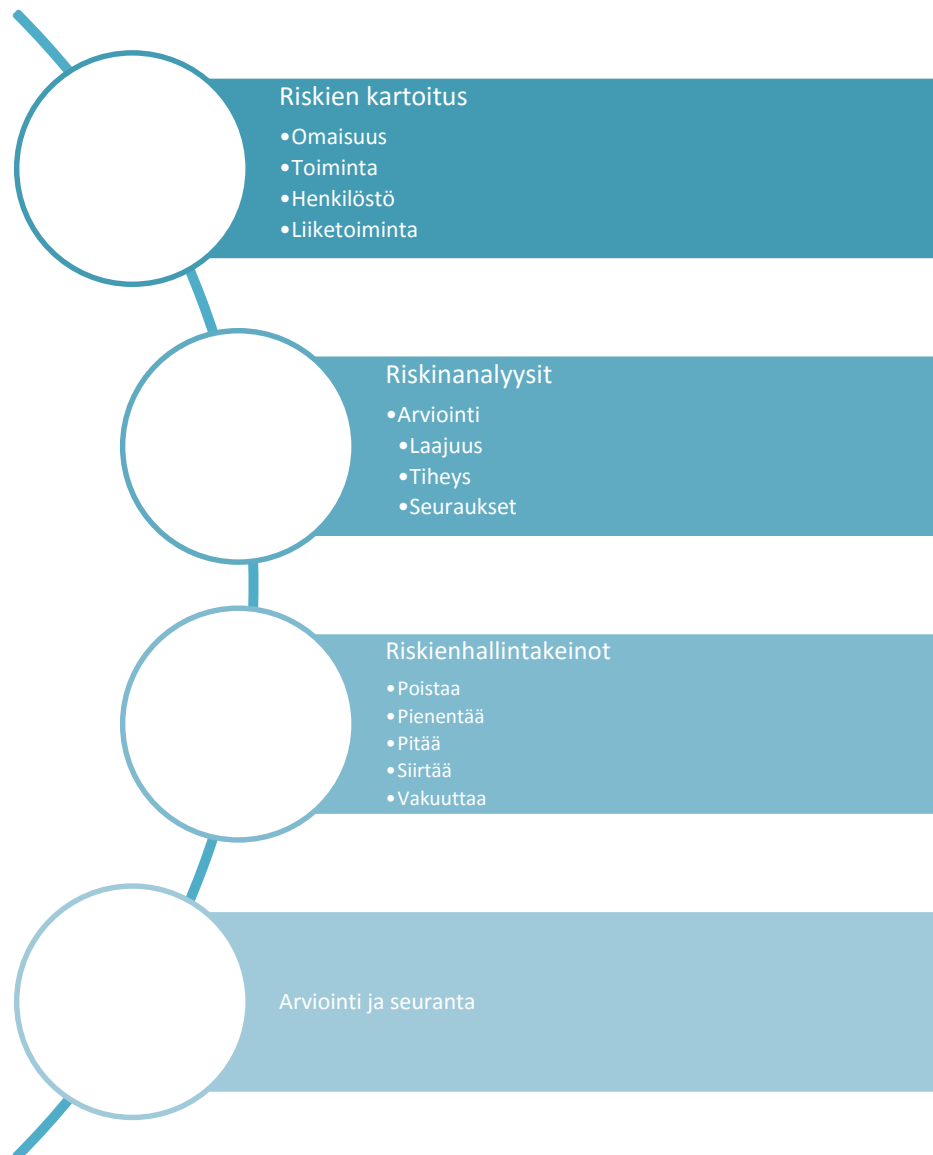 Riskien kartoitus
•Omaisuus
•Toiminta
•Henkilöstö
•Liiketoiminta
Riskinanalyysit
•Arviointi
•Laajuus
•Tiheys
•Seuraukset
Riskienhallintakeinot
•Poistaa
•Pienentää
•Pitää
•Siirtää
•Vakuuttaa
Arviointi ja seuranta